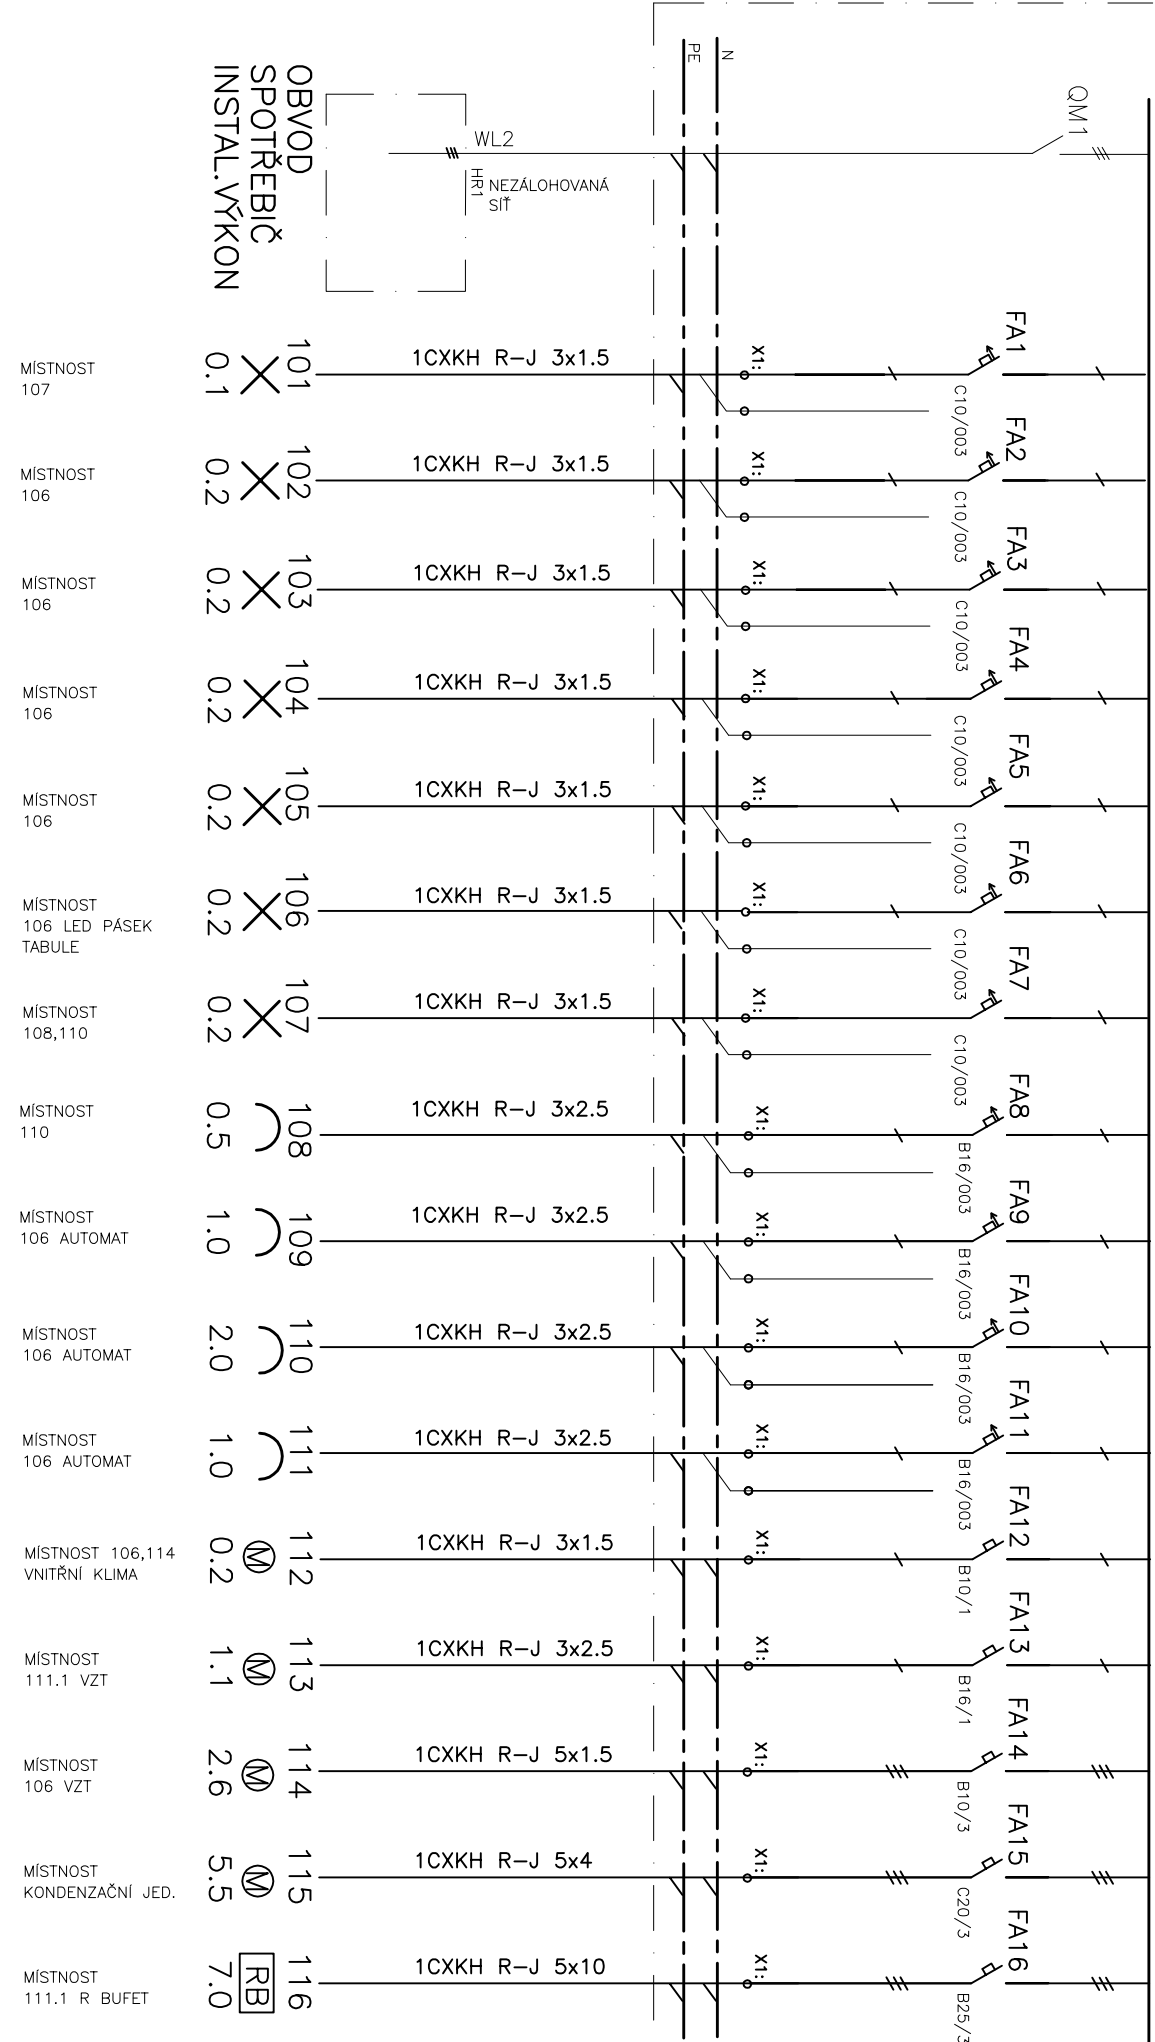 PE
N
QM1
WL2
HR1
NEZÁLOHOVANÁ
SÍŤ
OBVOD
SPOTŘEBIČ
INSTAL.VÝKON
FA1
MÍSTNOST
107
0.1
101
1CXKH R-J 3x1.5
X1:
C10/003
FA2
MÍSTNOST
106
0.2
102
1CXKH R-J 3x1.5
X1:
C10/003
FA3
MÍSTNOST
106
0.2
103
1CXKH R-J 3x1.5
X1:
C10/003
FA4
MÍSTNOST
106
0.2
104
1CXKH R-J 3x1.5
X1:
C10/003
FA5
MÍSTNOST
106
0.2
105
1CXKH R-J 3x1.5
X1:
C10/003
FA6
MÍSTNOST
106 LED PÁSEK
TABULE
0.2
106
1CXKH R-J 3x1.5
X1:
C10/003
FA7
MÍSTNOST
108,110
0.2
107
1CXKH R-J 3x1.5
X1:
C10/003
FA8
MÍSTNOST
110
0.5
108
1CXKH R-J 3x2.5
X1:
B16/003
FA9
MÍSTNOST
106 AUTOMAT
1.0
109
1CXKH R-J 3x2.5
X1:
B16/003
FA10
MÍSTNOST
106 AUTOMAT
2.0
110
1CXKH R-J 3x2.5
X1:
B16/003
FA11
MÍSTNOST
106 AUTOMAT
1.0
111
1CXKH R-J 3x2.5
X1:
B16/003
FA12
MÍSTNOST 106,114
VNITŘNÍ KLIMA
0.2
M
112
1CXKH R-J 3x1.5
X1:
B10/1
FA13
MÍSTNOST
111.1 VZT
1.1
M
113
1CXKH R-J 3x2.5
X1:
B16/1
FA14
MÍSTNOST
106 VZT
2.6
M
114
1CXKH R-J 5x1.5
X1:
B10/3
FA15
MÍSTNOST
KONDENZAČNÍ JED.
5.5
M
115
1CXKH R-J 5x4
X1:
C20/3
FA16
MÍSTNOST
111.1 R BUFET
7.0
RB
116
1CXKH R-J 5x10
X1:
B25/3